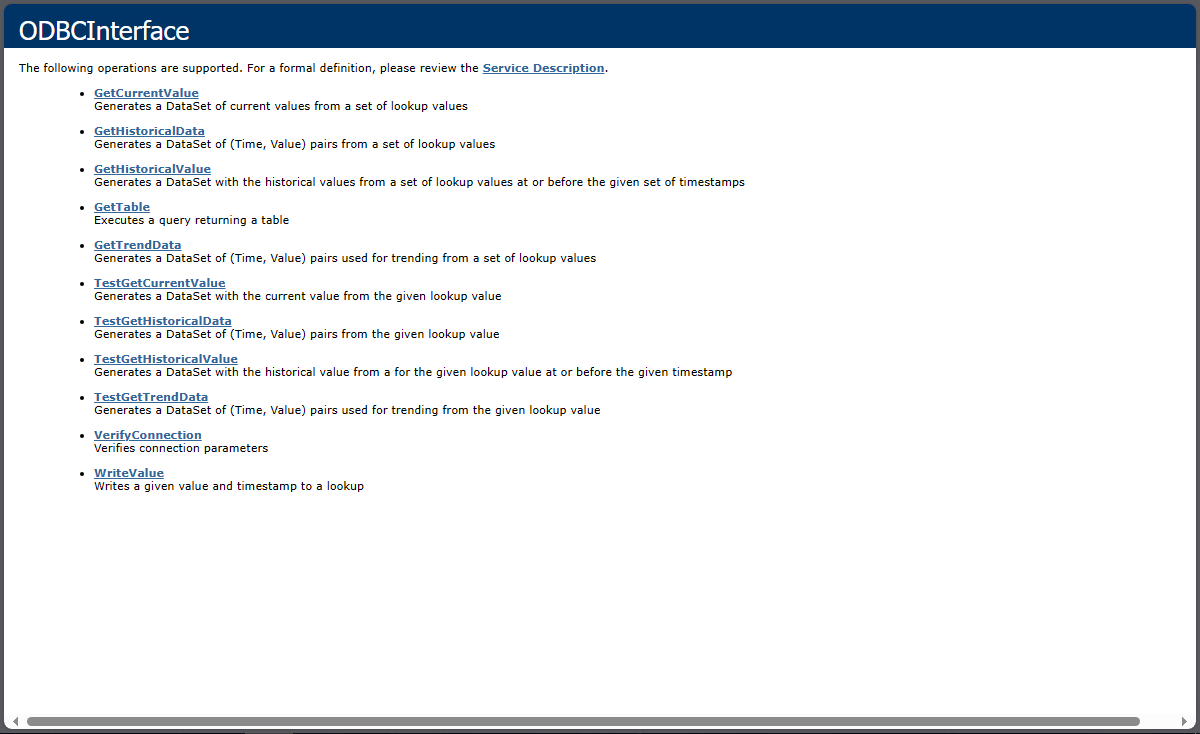 ODBCInterface
The following operations are supported. For a formal definition, please review the Service Description.
GetCurrentValue
Generates a DataSet of current values from a set of lookup values
GetHistoricalData
Generates a DataSet of (Time, Value) pairs from a set of lookup values
GetHistoricalValue
Generates a DataSet with the historical values from a set of lookup values at or before the given set of timestamps
GetTable
Executes a query returning a table
GetTrendData
Generates a DataSet of (Time, Value) pairs used for trending from a set of lookup values
TestGetCurrentValue
Generates a DataSet with the current value from the given lookup value
TestGetHistoricalData
Generates a DataSet of (Time, Value) pairs from the given lookup value
TestGetHistoricalValue
Generates a DataSet with the historical value from a for the given lookup value at or before the given timestamp
TestGetTrendData
Generates a DataSet of (Time, Value) pairs used for trending from the given lookup value
VerifyConnection
Verifies connection parameters
WriteValue
Writes a given value and timestamp to a lookup